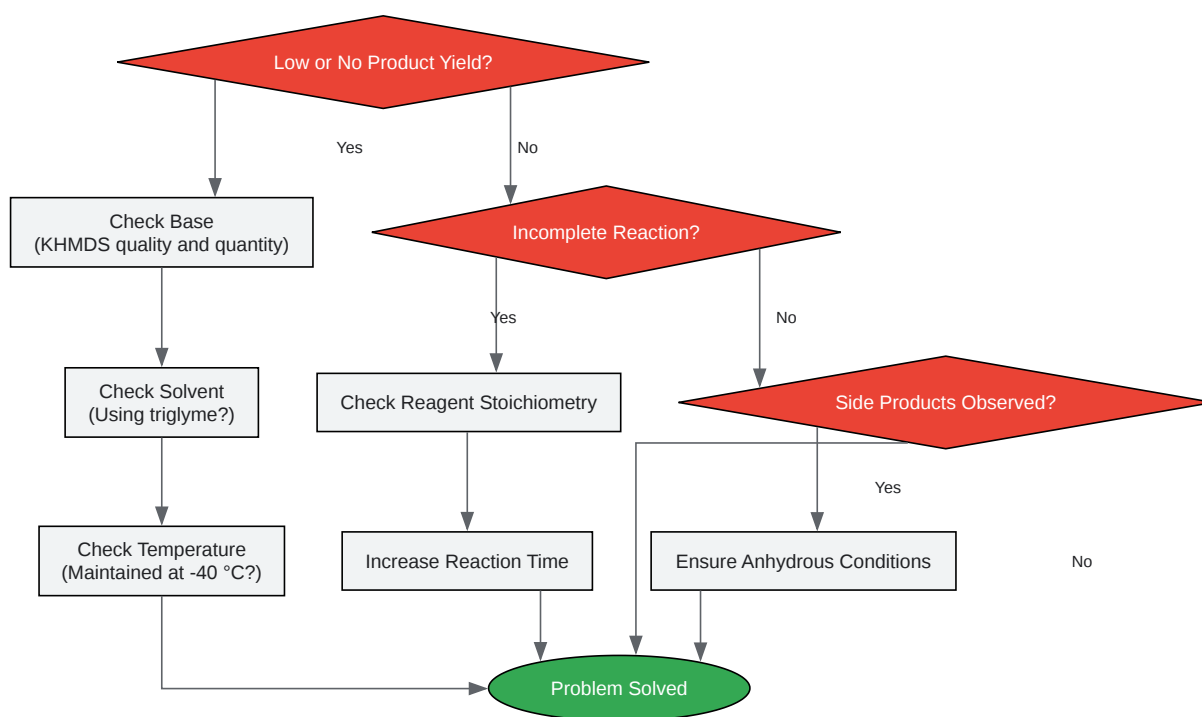 Low or No Product Yield?
Yes
No
Check Base
(KHMDS quality and quantity)
Incomplete Reaction?
Yes
No
Check Solvent
(Using triglyme?)
Check Reagent Stoichiometry
Side Products Observed?
Yes
Check Temperature
(Maintained at -40 °C?)
Increase Reaction Time
Ensure Anhydrous Conditions
No
Problem Solved